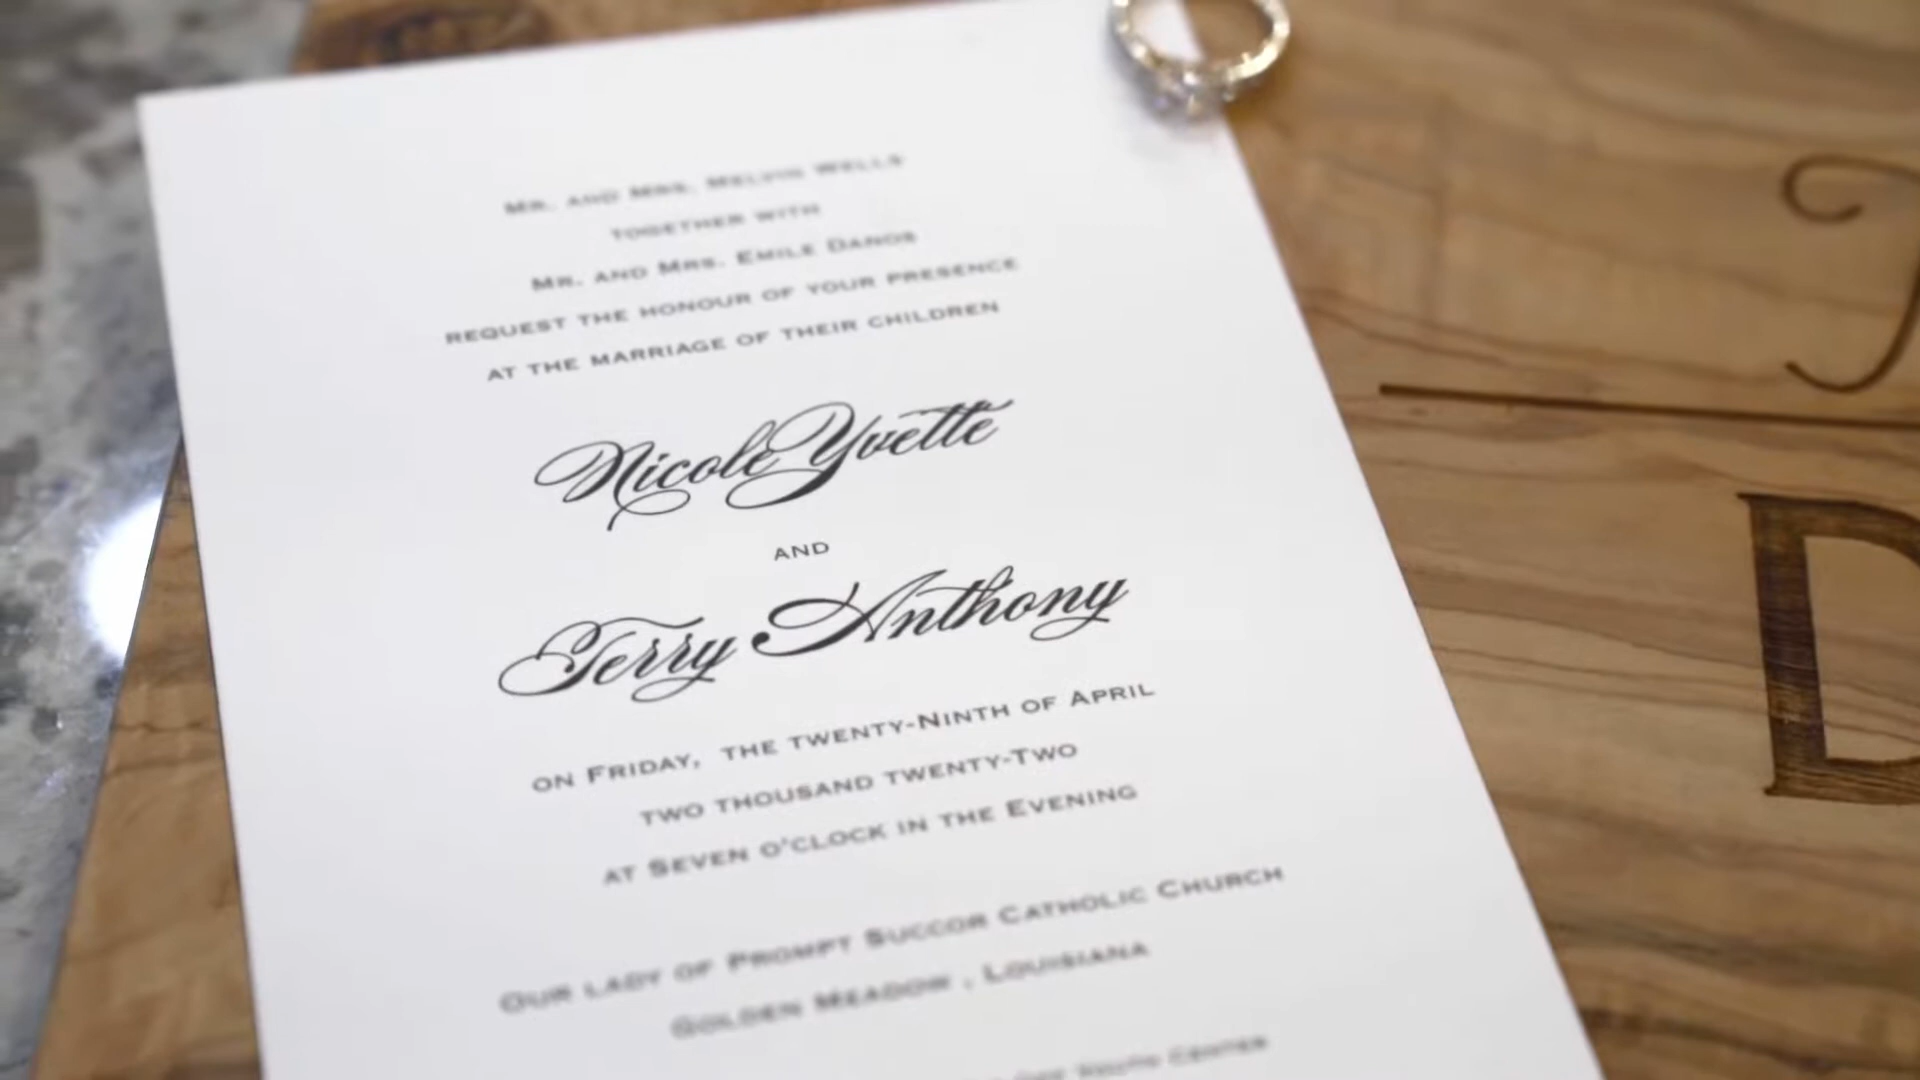 Mr. and Mrs. Melvin Wells
together with
Mr. and Mrs. Emile Danos
request the honour of your presence
at the marriage of their children
Nicole Yvette
and
Terry Anthony
on Friday, the twenty-Ninth of April
two thousand twenty-Two
at Seven o'clock in the Evening
Our lady of Prompt Succor Catholic Church
Golden Meadow , Louisiana
Youth Center
D